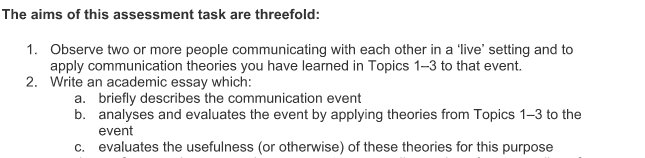 The aims of this assessment task are threefold:
1. Observe two or more people communicating with each other in a ‘live’ setting and to
apply communication theories you have learned in Topics 1–3 to that event.
2. Write an academic essay which:
a. briefly describes the communication event
b. analyses and evaluates the event by applying theories from Topics 1–3 to the
event
c. evaluates the usefulness (or otherwise) of these theories for this purpose